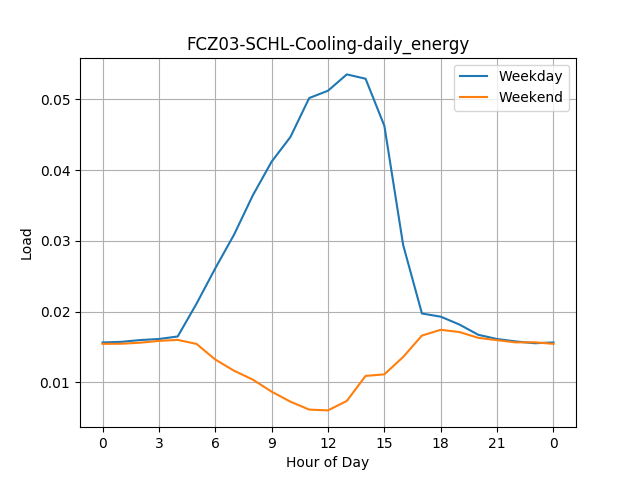 FCZ03-SCHL-Cooling-daily_energy
Weekday
Weekend
0.05
0.04
0.03
0.02
0.01
Load
0 3 6 9 12 15 18 21 0
Hour of Day